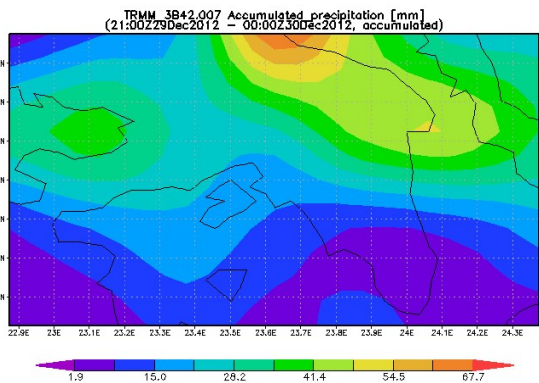 TRMM_3B42.007 Accumulated precipitation [mm]
(21:00Z29Dec2012 - 00:00Z30Dec2012, accumulated)
N
N
N
N
N
N
N
22.9E 23E 23.1E 23.2E 23.3E 23.4E 23.5E 23.6E 23.7E 23.8E 23.9E 24E 24.1E 24.2E 24.3E
1.9 15.0 28.2 41.4 54.5 67.7